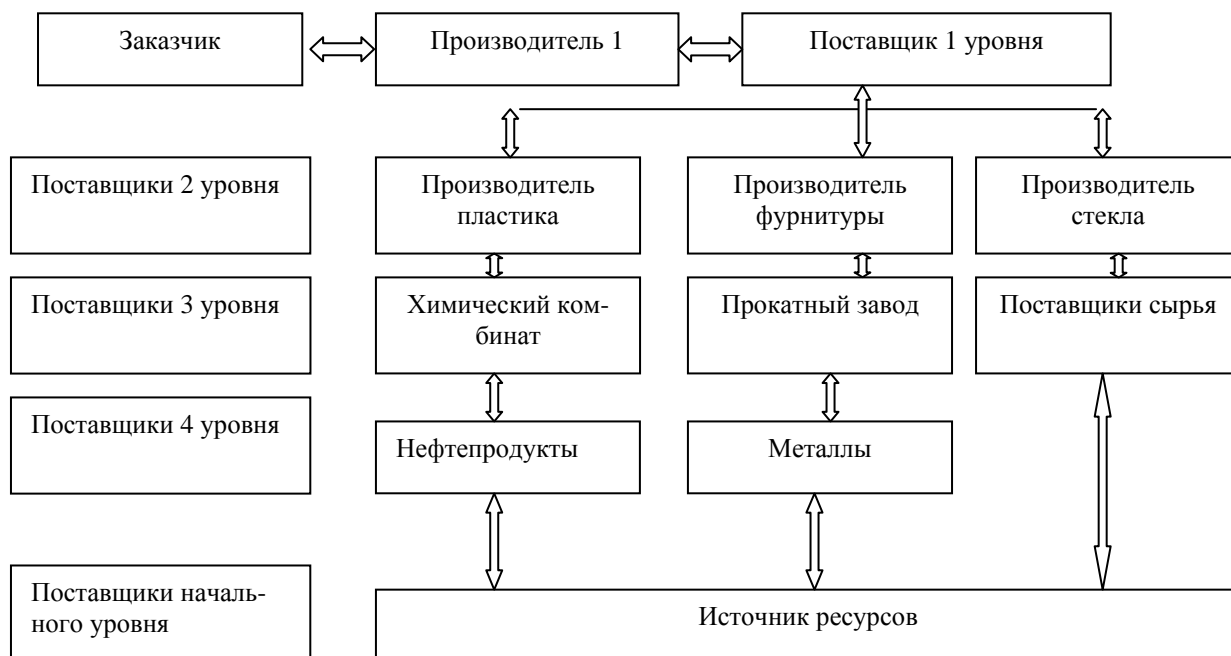 Заказчик
Производитель 1
Поставщик 1 уровня
Поставщики 2 уровня
Производитель
пластика
Производитель
фурнитуры
Производитель
стекла
Поставщики 3 уровня
Химический ком-
бинат
Прокатный завод
Поставщики сырья
Поставщики 4 уровня
Нефтепродукты
Металлы
Поставщики началь-
ного уровня
Источник ресурсов